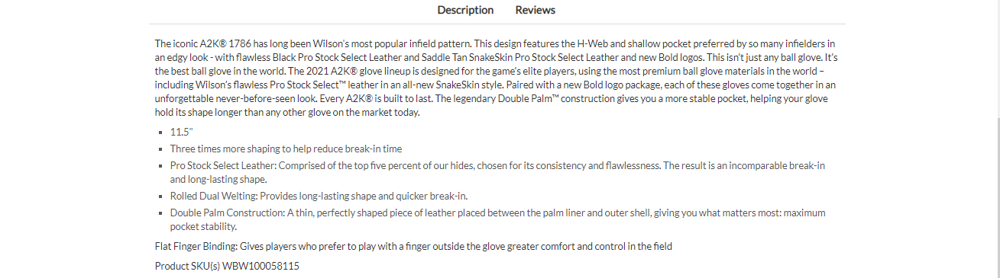 Description Reviews
The iconic A2K® 1786 has long been Wilson's most popular infield pattern. This design features the H-Web and shallow pocket preferred by so many infielders in
an edgy look - with flawless Black Pro Stock Select Leather and Saddle Tan SnakeSkin Pro Stock Select Leather and new Bold logos. This isn't just any ball glove. It's
the best ball glove in the world. The 2021 A2K® glove lineup is designed for the game's elite players, using the most premium ball glove materials in the world –
including Wilson's flawless Pro Stock Select™ leather in an all-new SnakeSkin style. Paired with a new Bold logo package, each of these gloves come together in an
unforgettable never-before-seen look. Every A2K® is built to last. The legendary Double Palm™ construction gives you a more stable pocket, helping your glove
hold its shape longer than any other glove on the market today.
▪ 11.5"
▪ Three times more shaping to help reduce break-in time
▪ Pro Stock Select Leather: Comprised of the top five percent of our hides, chosen for its consistency and flawlessness. The result is an incomparable break-in
and long-lasting shape.
▪ Rolled Dual Welting: Provides long-lasting shape and quicker break-in.
▪ Double Palm Construction: A thin, perfectly shaped piece of leather placed between the palm liner and outer shell, giving you what matters most: maximum
pocket stability.
Flat Finger Binding: Gives players who prefer to play with a finger outside the glove greater comfort and control in the field
Product SKU(s) WBW100058115